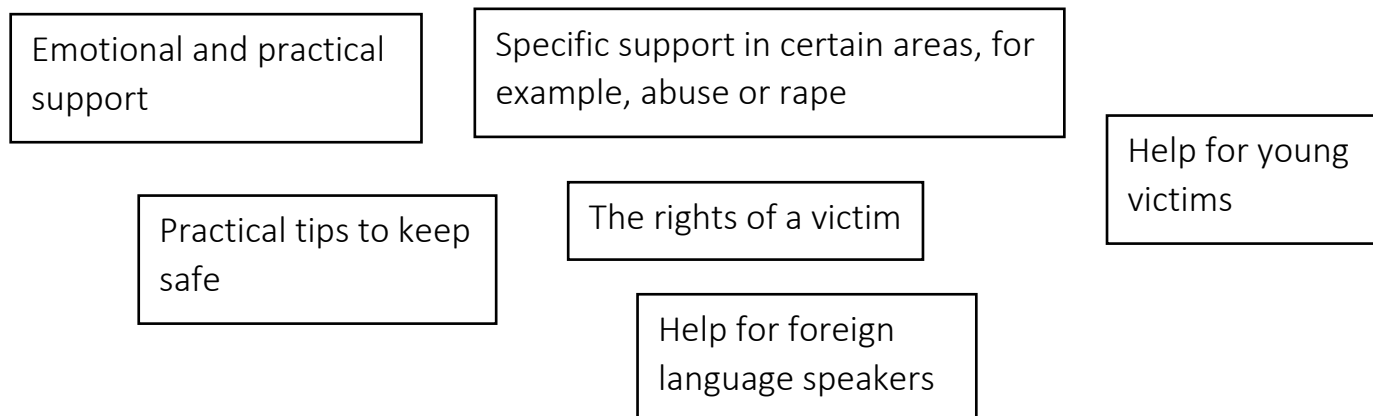 Emotional and practical
support
Specific support in certain areas, for
example, abuse or rape
Help for young
victims
Practical tips to keep
safe
The rights of a victim
Help for foreign
language speakers